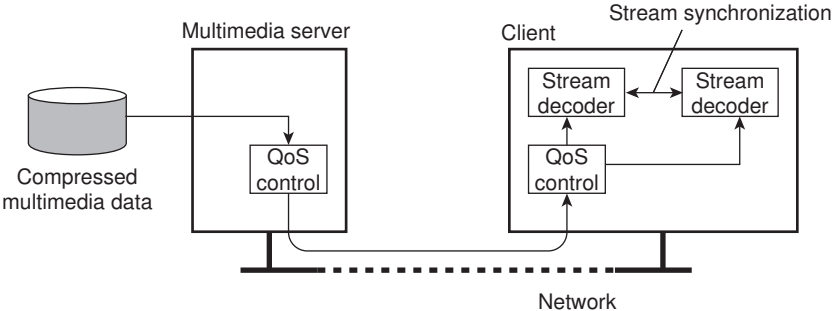 Stream synchronization
Multimedia server
Client
Stream
decoder
Stream
decoder
QoS
control
QoS
control
Compressed
multimedia data
Network